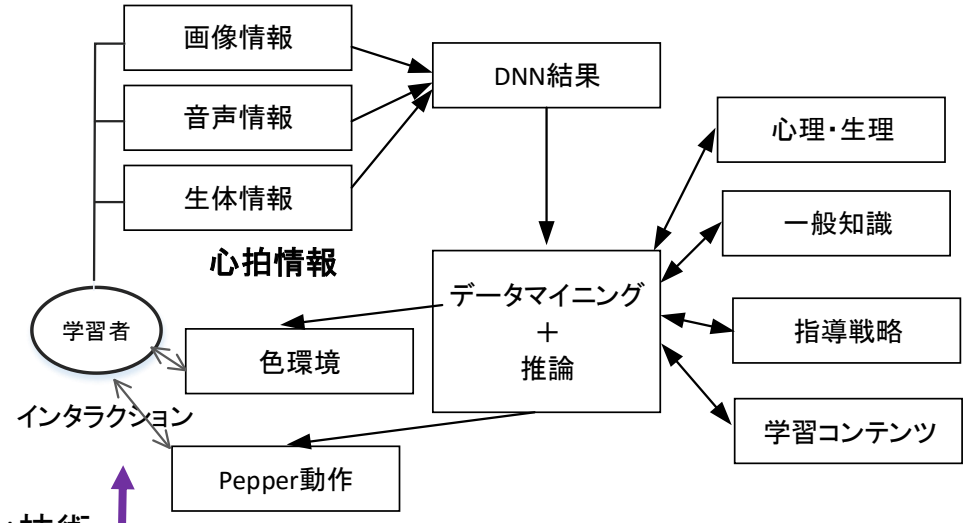 画像情報
DNN結果
音声情報
心理・生理
生体情報
一般知識
心拍情報
データマイニング
+
推論
学習者
色環境
指導戦略
インタラクション
学習コンテンツ
Pepper動作
技術